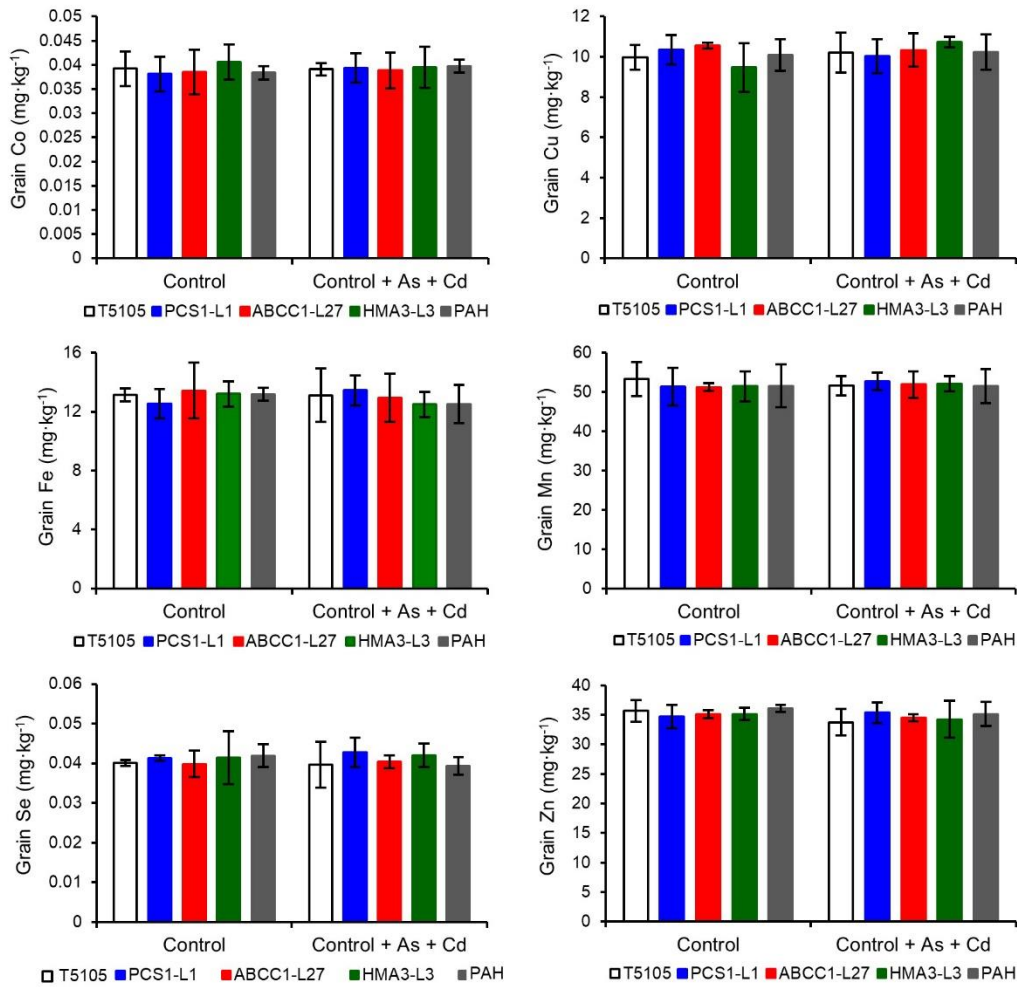 Grain Co (mg·kg⁻¹)
0.05
0.045
0.04
0.035
0.03
0.025
0.02
0.015
0.01
0.005
0
Control
Control + As + Cd
T5105 PCS1-L1 ABCC1-L27 HMA3-L3 PAH
Grain Cu (mg·kg⁻¹)
12
10
8
6
4
2
0
Control
Control + As + Cd
T5105 PCS1-L1 ABCC1-L27 HMA3-L3 PAH
Grain Fe (mg·kg⁻¹)
16
12
8
4
0
Control
Control + As + Cd
T5105 PCS1-L1 ABCC1-L27 HMA3-L3 PAH
Grain Mn (mg·kg⁻¹)
60
50
40
30
20
10
0
Control
Control + As + Cd
T5105 PCS1-L1 ABCC1-L27 HMA3-L3 PAH
Grain Se (mg·kg⁻¹)
0.06
0.05
0.04
0.03
0.02
0.01
0
Control
Control + As + Cd
T5105 PCS1-L1 ABCC1-L27 HMA3-L3 PAH
Grain Zn (mg·kg⁻¹)
40
35
30
25
20
15
10
5
0
Control
Control + As + Cd
T5105 PCS1-L1 ABCC1-L27 HMA3-L3 PAH